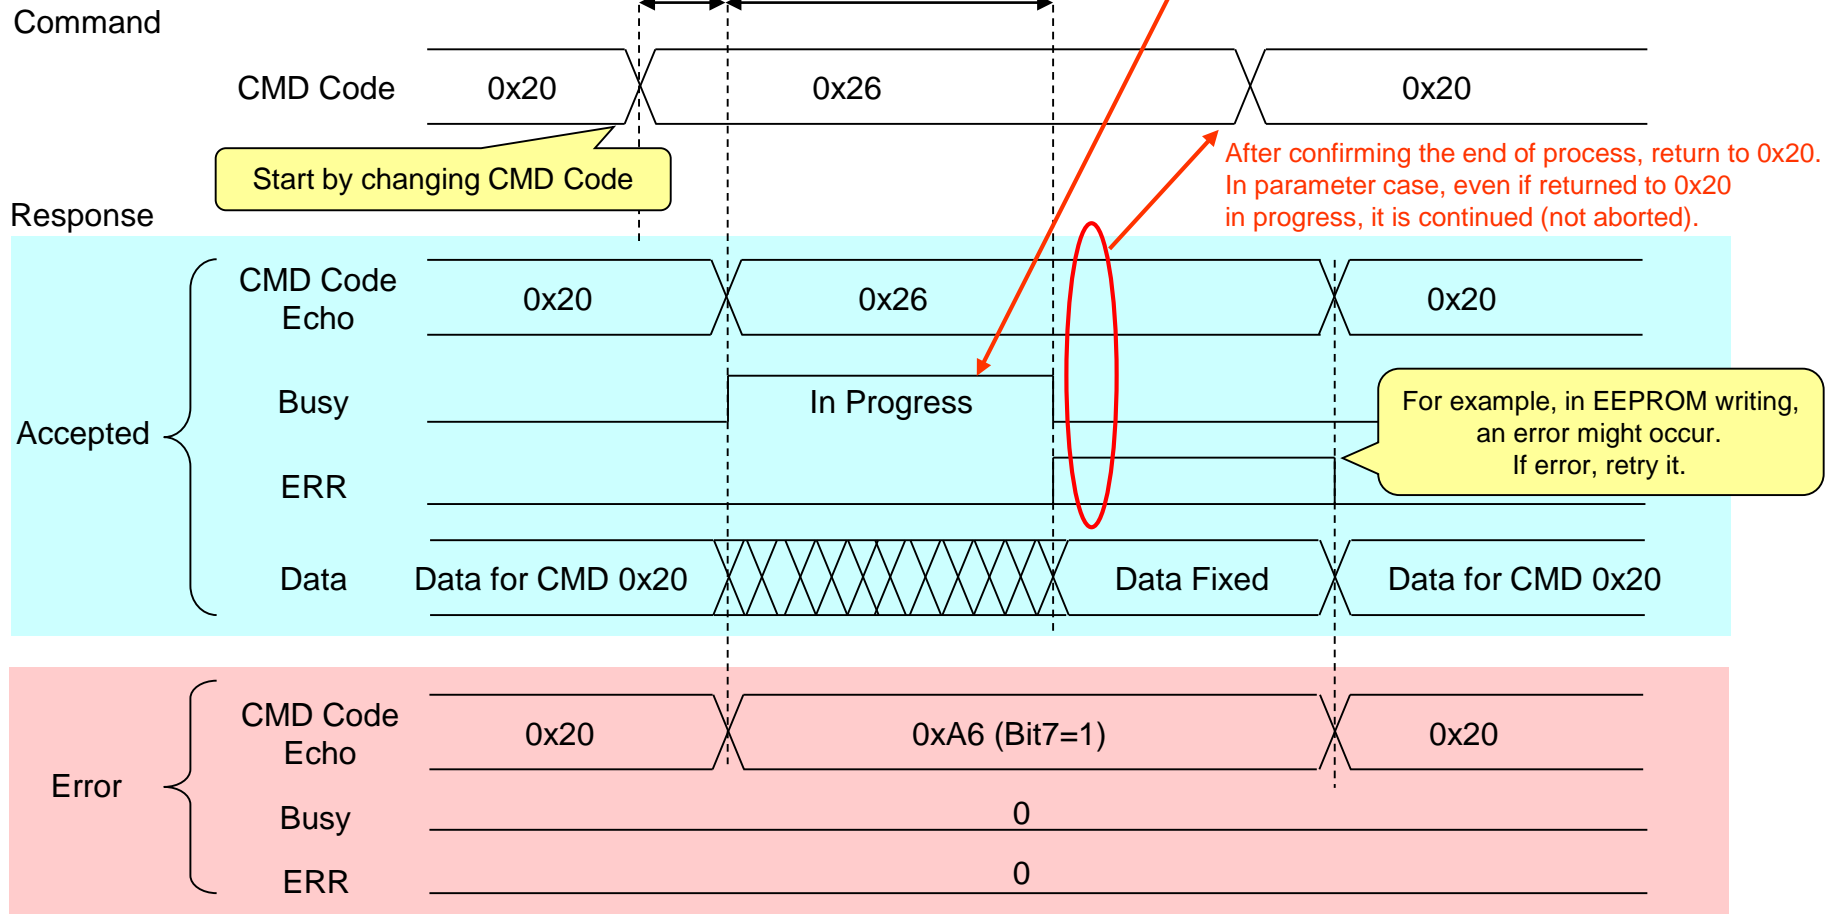 Command
CMD Code
0x20
0x26
0x20
Start by changing CMD Code
After confirming the end of process, return to 0x20.
In parameter case, even if returned to 0x20
in progress, it is continued (not aborted).
Response
Accepted
CMD Code
Echo
0x20
0x26
0x20
Busy
In Progress
For example, in EEPROM writing,
an error might occur.
If error, retry it.
ERR
Data
Data for CMD 0x20
Data Fixed
Data for CMD 0x20
Error
CMD Code
Echo
0x20
0xA6 (Bit7=1)
0x20
Busy
0
ERR
0